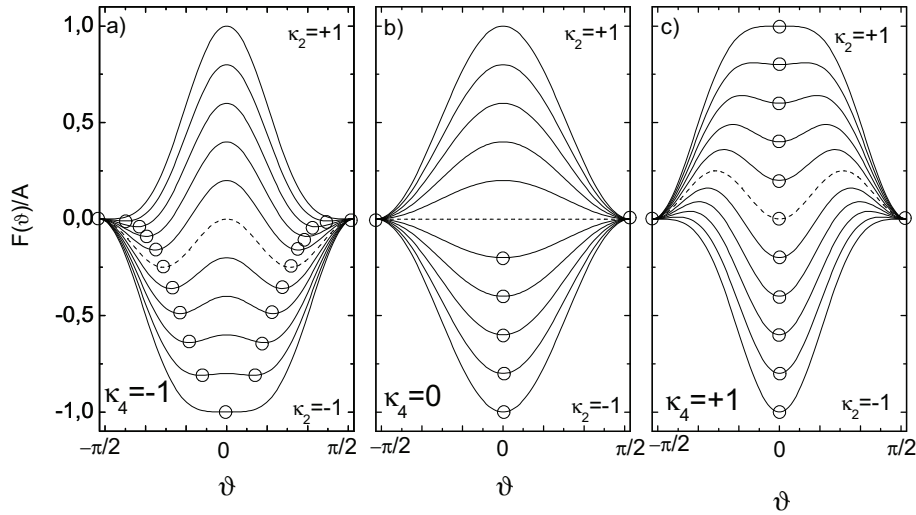 a)
κ₂=+1
b)
κ₂=+1
c)
κ₂=+1
1,0
0,5
0,0
-0,5
-1,0
F(ϑ)/A
κ₄=-1
κ₂=-1
κ₄=0
κ₂=-1
κ₄=+1
κ₂=-1
−π/2 0 π/2
−π/2 0 π/2
−π/2 0 π/2
ϑ
ϑ
ϑ